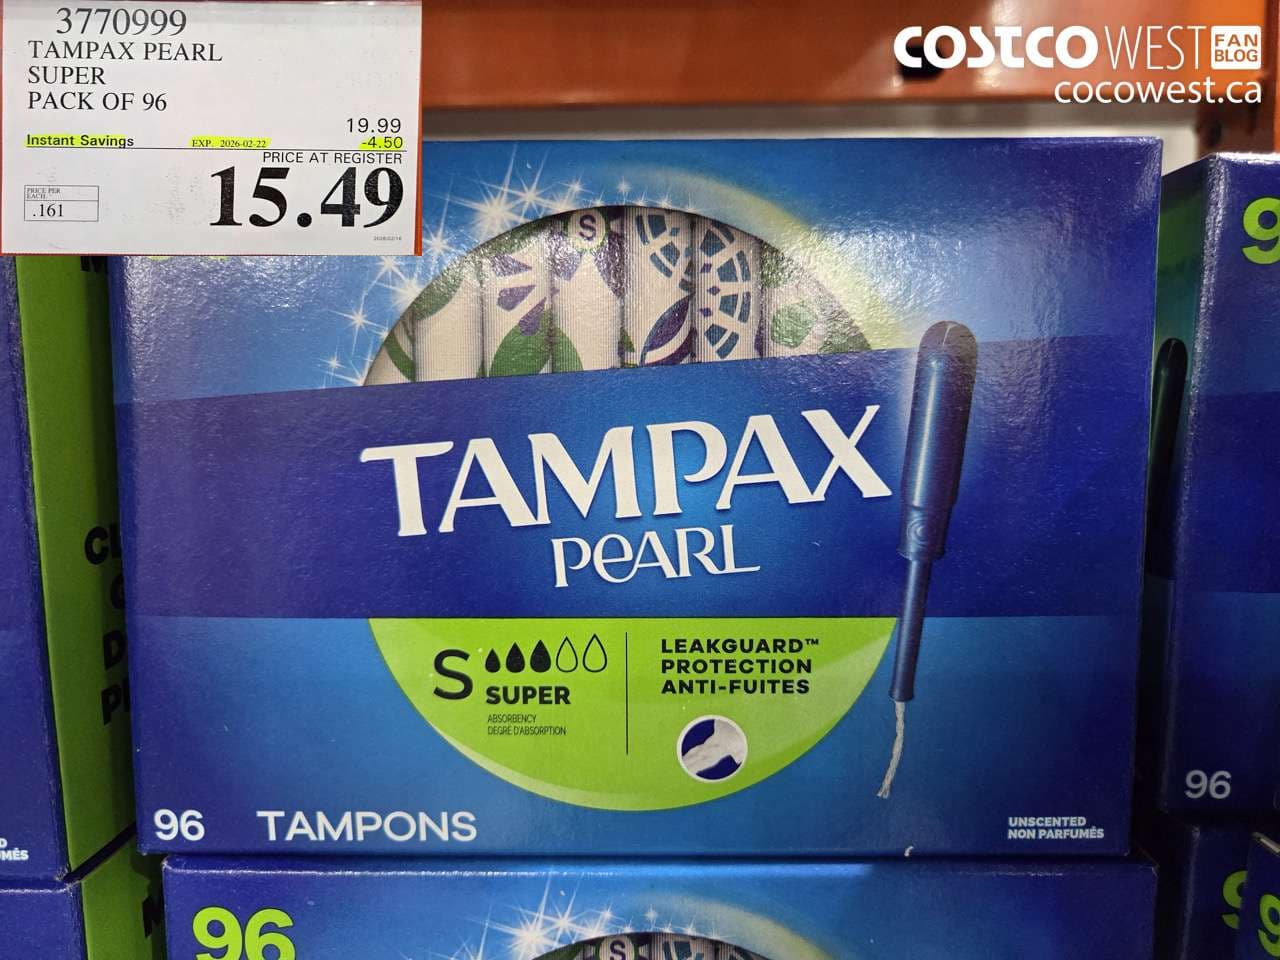 3770999
TAMPAX PEARL
SUPER
PACK OF 96
19.99
Instant Savings EXP. 2026-02-22 -4.50
PRICE AT REGISTER
15.49
PRICE PER
EACH
.161
COSTCO WEST FAN BLOG
cocowest.ca
S
TAMPAX
PEARL
S SUPER
ABSORBENCY
DEGRÉ D'ABSORPTION
LEAKGUARD™
PROTECTION
ANTI-FUITES
96 TAMPONS
UNSCENTED
NON PARFUMÉS
96
96
S